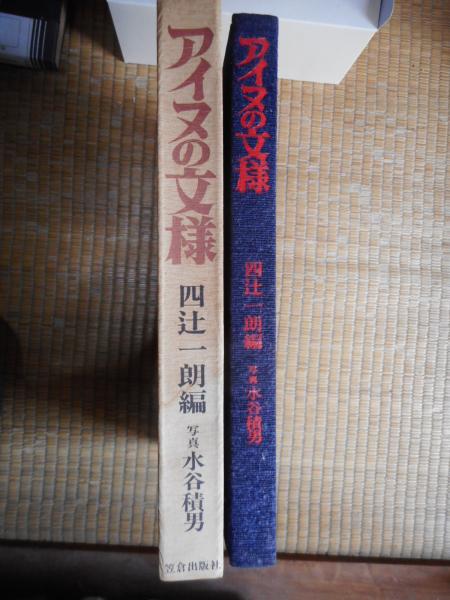 アイヌの文様
四辻一朗編
写真 水谷積男
笠倉出版社
アイヌの文様
四辻一朗編
写真 水谷積男